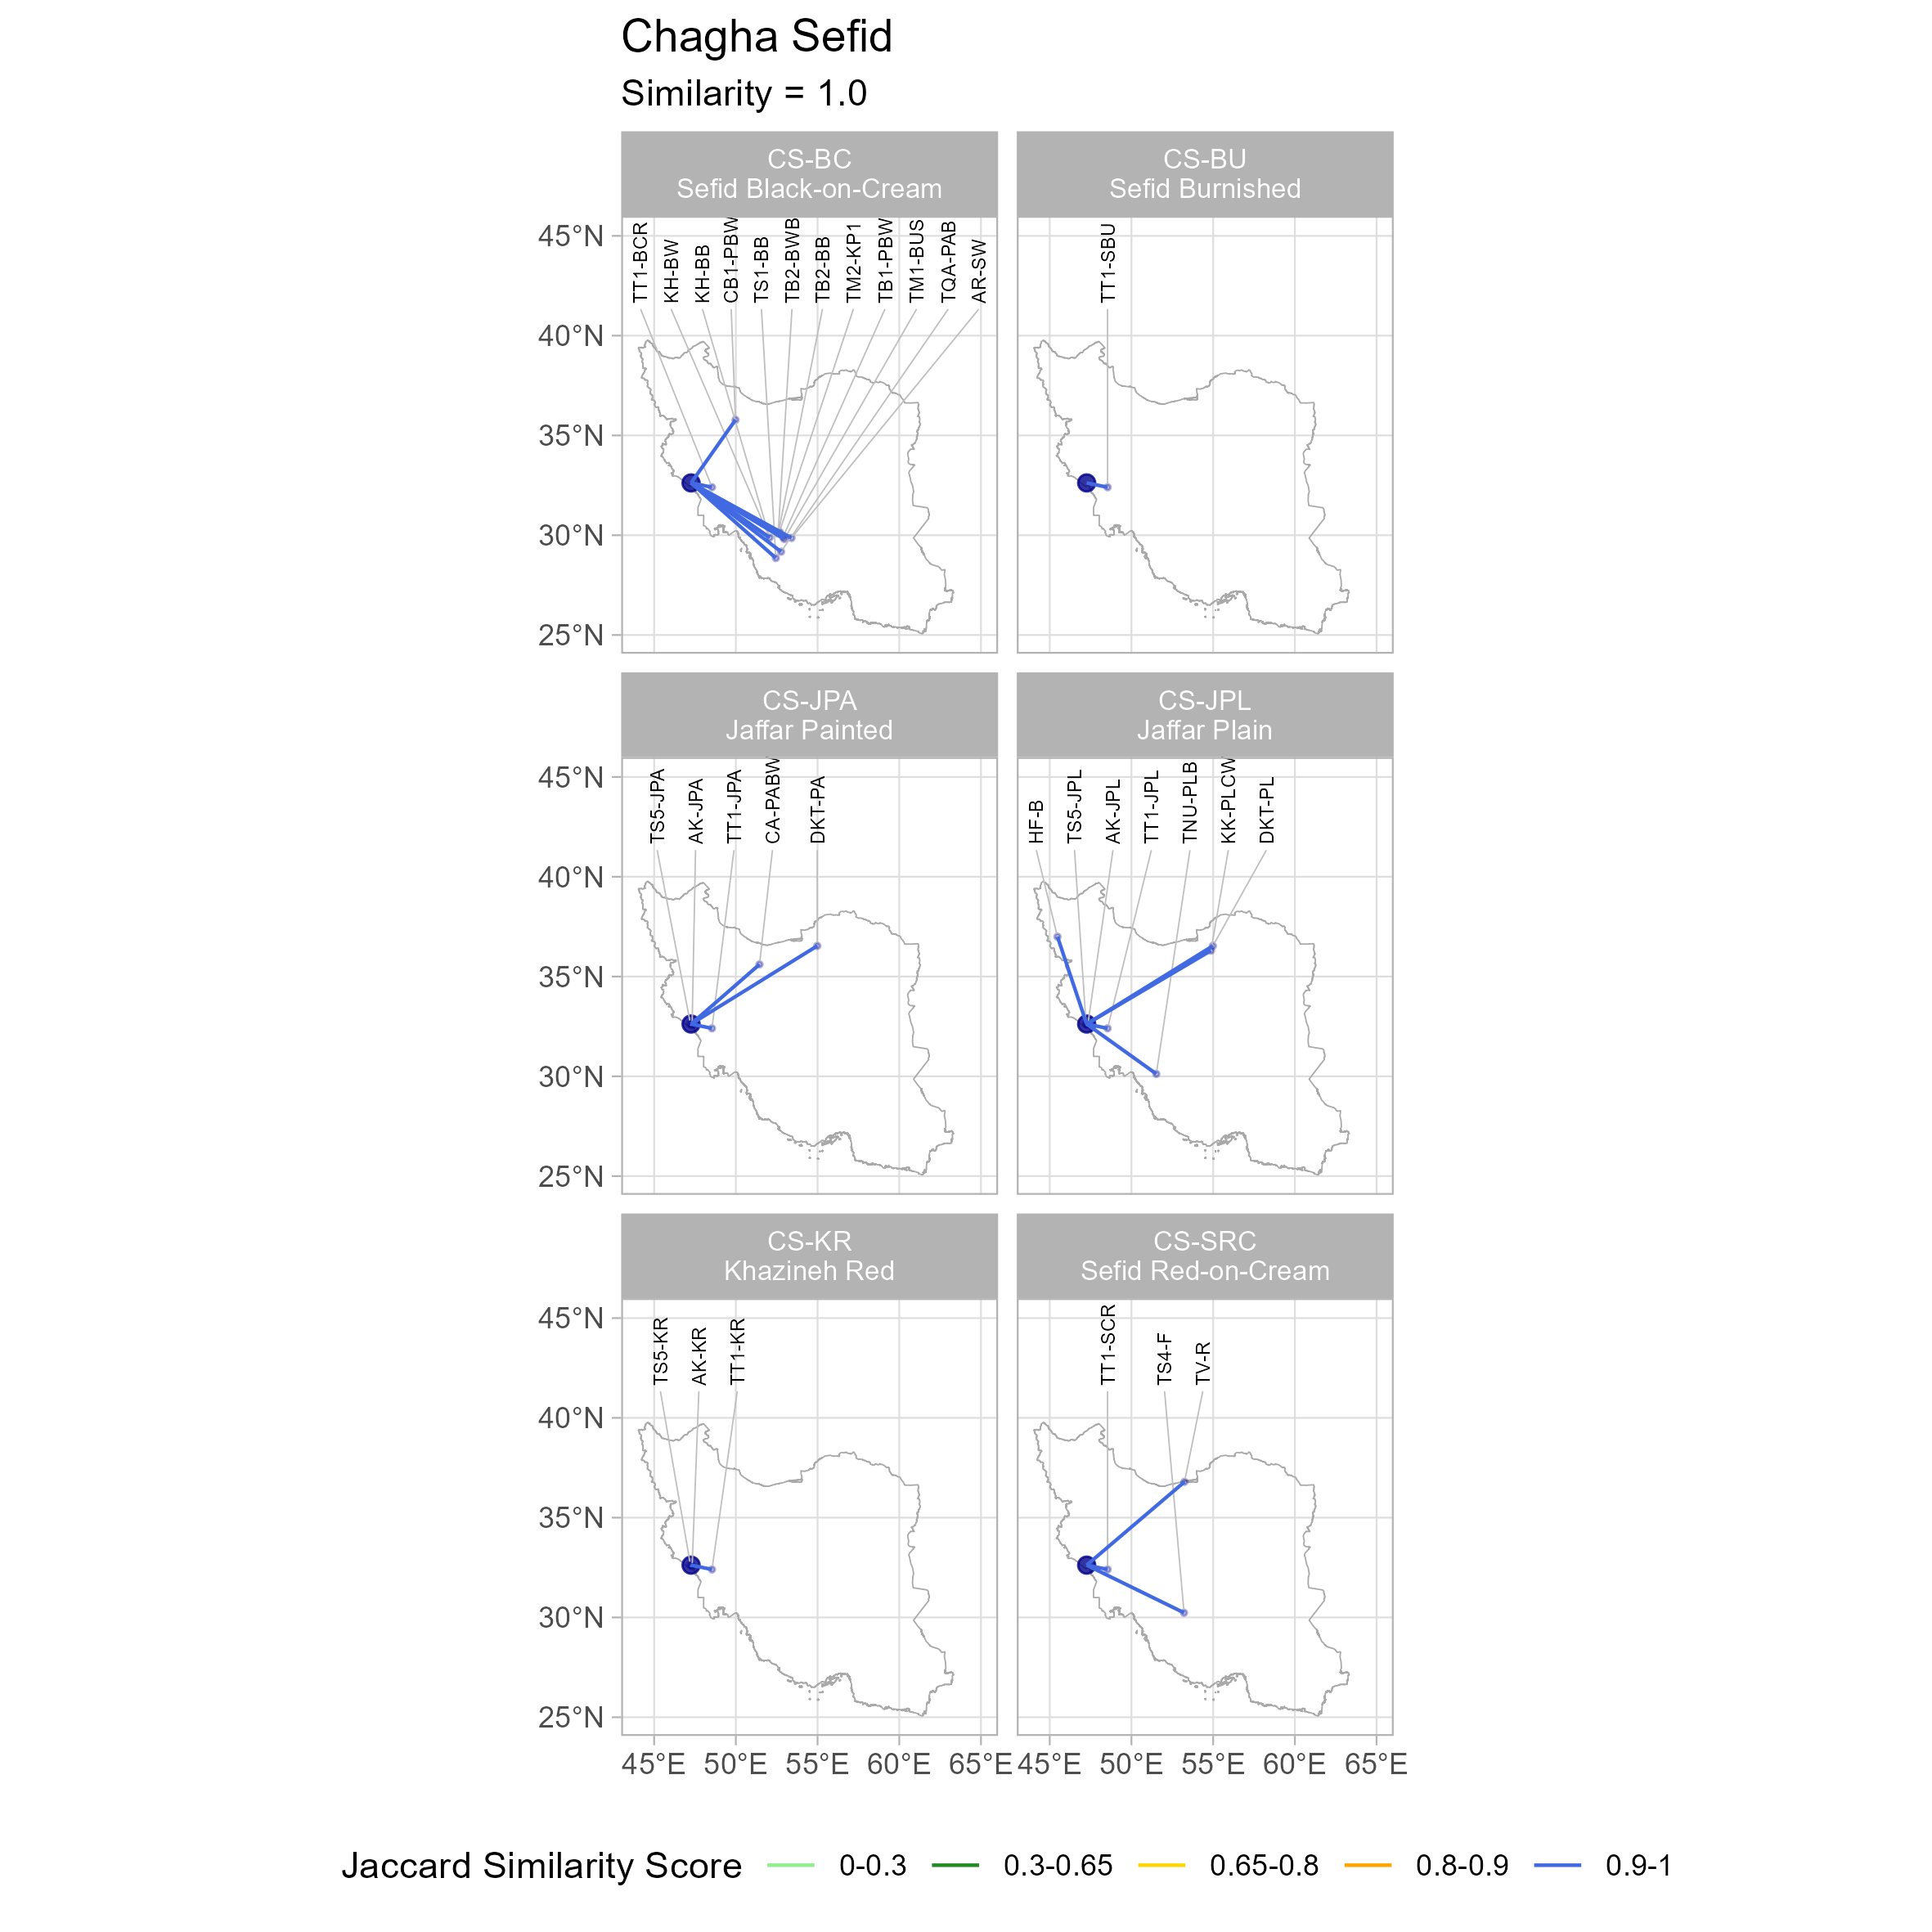 Chagha Sefid
Similarity = 1.0
CS-BC
Sefid Black-on-Cream
CS-BU
Sefid Burnished
TT1-BCR
KH-BW
KH-BB
CB1-PBW
TS1-BB
TB2-BWB
TB2-BB
TM2-KP1
TB1-PBW
TM1-BUS
TQA-PAB
AR-SW
TT1-SBU
45°N
40°N
35°N
30°N
25°N
CS-JPA
Jaffar Painted
CS-JPL
Jaffar Plain
TS5-JPA
AK-JPA
TT1-JPA
CA-PABW
DKT-PA
HF-B
TS5-JPL
AK-JPL
TT1-JPL
TNU-PLB
KK-PLCW
DKT-PL
45°N
40°N
35°N
30°N
25°N
CS-KR
Khazineh Red
CS-SRC
Sefid Red-on-Cream
TS5-KR
AK-KR
TT1-KR
TT1-SCR
TS4-F
TV-R
45°N
40°N
35°N
30°N
25°N
45°E 50°E 55°E 60°E 65°E 45°E 50°E 55°E 60°E 65°E
Jaccard Similarity Score 0-0.3 0.3-0.65 0.65-0.8 0.8-0.9 0.9-1